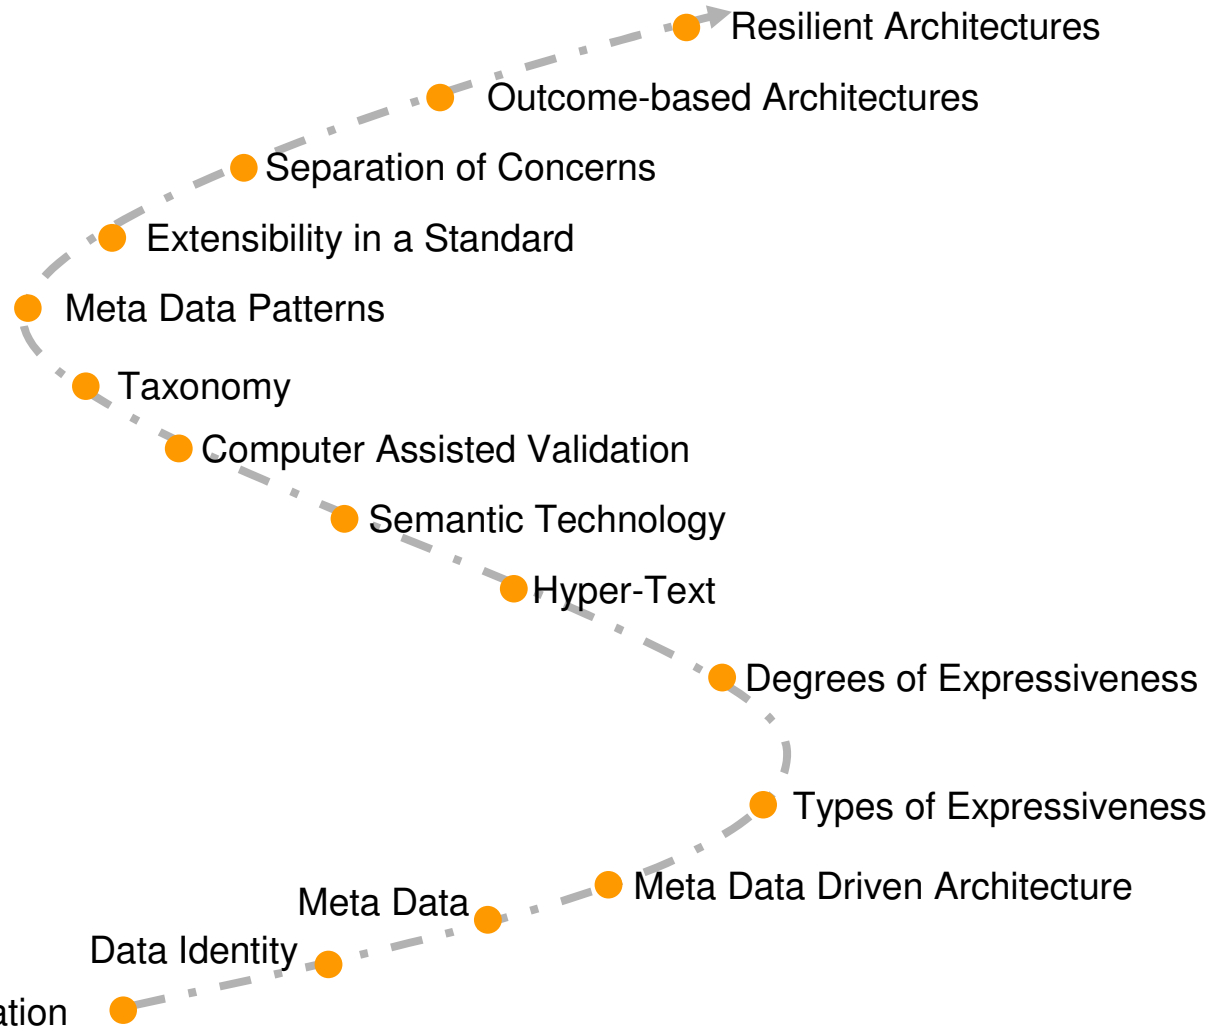 Resilient Architectures
Outcome-based Architectures
Separation of Concerns
Extensibility in a Standard
Meta Data Patterns
Taxonomy
Computer Assisted Validation
Semantic Technology
Hyper-Text
Degrees of Expressiveness
Types of Expressiveness
Meta Data Driven Architecture
Meta Data
Data Identity